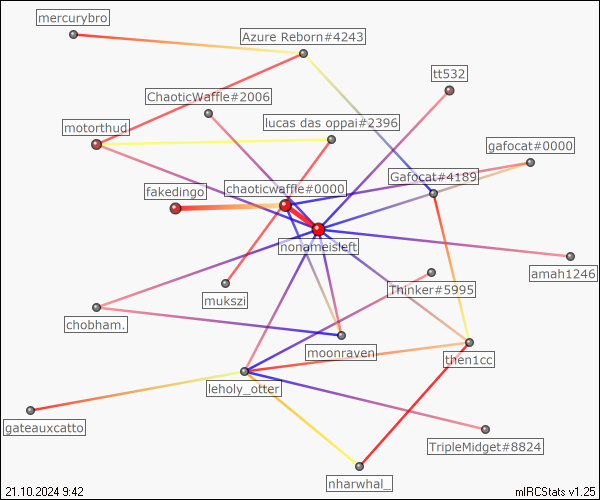 mercurybro
Azure Reborn#4243
tt532
ChaoticWaffle#2006
lucas das oppai#2396
motorthud
gafocat#0000
Gafocat#4189
fakedingo
chaoticwaffle#0000
nonameisleft
amah1246
Thinker#5995
mukszi
chobham.
moonraven
then1cc
leholy_otter
gateauxcatto
TripleMidget#8824
nharwhal_
21.10.2024 9:42
mIRCStats v1.25